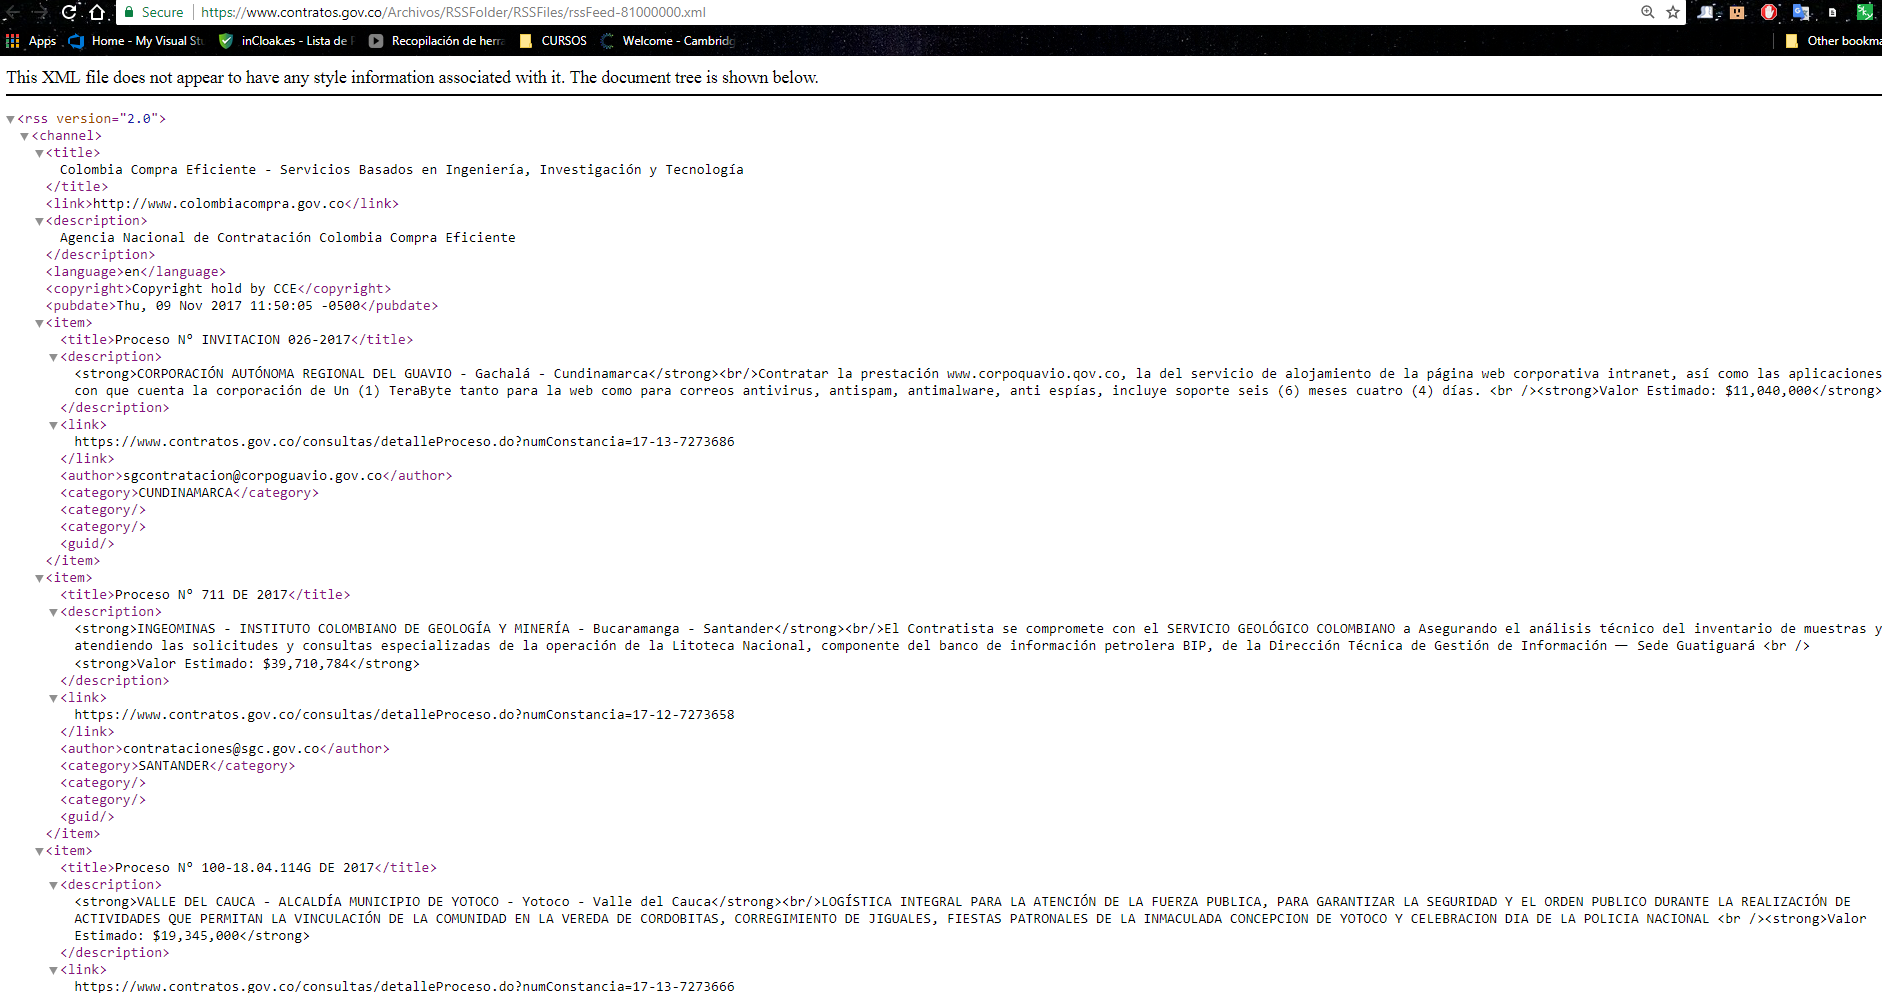 Secure https://www.contratos.gov.co/Archivos/RSSFolder/RSSFiles/rssFeed-81000000.xml
Apps Home - My Visual Stu inCloak.es - Lista de P Recopilación de herra CURSOS Welcome - Cambridg Other bookma
This XML file does not appear to have any style information associated with it. The document tree is shown below.
<rss version="2.0">
<channel>
<title>
Colombia Compra Eficiente - Servicios Basados en Ingeniería, Investigación y Tecnología
</title>
<link>http://www.colombiacompra.gov.co</link>
<description>
Agencia Nacional de Contratación Colombia Compra Eficiente
</description>
<language>en</language>
<copyright>Copyright hold by CCE</copyright>
<pubdate>Thu, 09 Nov 2017 11:50:05 -0500</pubdate>
<item>
<title>Proceso Nº INVITACION 026-2017</title>
<description>
<strong>CORPORACIÓN AUTÓNOMA REGIONAL DEL GUAVIO - Gachalá - Cundinamarca</strong><br/>Contratar la prestación www.corpoquavio.qov.co, la del servicio de alojamiento de la página web corporativa intranet, así como las aplicaciones
con que cuenta la corporación de Un (1) TeraByte tanto para la web como para correos antivirus, antispam, antimalware, anti espías, incluye soporte seis (6) meses cuatro (4) días. <br /><strong>Valor Estimado: $11,040,000</strong>
</description>
<link>
https://www.contratos.gov.co/consultas/detalleProceso.do?numConstancia=17-13-7273686
</link>
<author>sgcontratacion@corpoguavio.gov.co</author>
<category>CUNDINAMARCA</category>
<category/>
<category/>
<guid/>
</item>
<item>
<title>Proceso Nº 711 DE 2017</title>
<description>
<strong>INGEOMINAS - INSTITUTO COLOMBIANO DE GEOLOGÍA Y MINERÍA - Bucaramanga - Santander</strong><br/>El Contratista se compromete con el SERVICIO GEOLÓGICO COLOMBIANO a Asegurando el análisis técnico del inventario de muestras y
atendiendo las solicitudes y consultas especializadas de la operación de la Litoteca Nacional, componente del banco de información petrolera BIP, de la Dirección Técnica de Gestión de Información — Sede Guatiguará <br />
<strong>Valor Estimado: $39,710,784</strong>
</description>
<link>
https://www.contratos.gov.co/consultas/detalleProceso.do?numConstancia=17-12-7273658
</link>
<author>contrataciones@sgc.gov.co</author>
<category>SANTANDER</category>
<category/>
<category/>
<guid/>
</item>
<item>
<title>Proceso Nº 100-18.04.114G DE 2017</title>
<description>
<strong>VALLE DEL CAUCA - ALCALDÍA MUNICIPIO DE YOTOCO - Yotoco - Valle del Cauca</strong><br/>LOGÍSTICA INTEGRAL PARA LA ATENCIÓN DE LA FUERZA PUBLICA, PARA GARANTIZAR LA SEGURIDAD Y EL ORDEN PUBLICO DURANTE LA REALIZACIÓN DE
ACTIVIDADES QUE PERMITAN LA VINCULACIÓN DE LA COMUNIDAD EN LA VEREDA DE CORDOBITAS, CORREGIMIENTO DE JIGUALES, FIESTAS PATRONALES DE LA INMACULADA CONCEPCION DE YOTOCO Y CELEBRACION DIA DE LA POLICIA NACIONAL <br /><strong>Valor
Estimado: $19,345,000</strong>
</description>
<link>
https://www.contratos.gov.co/consultas/detalleProceso.do?numConstancia=17-13-7273666